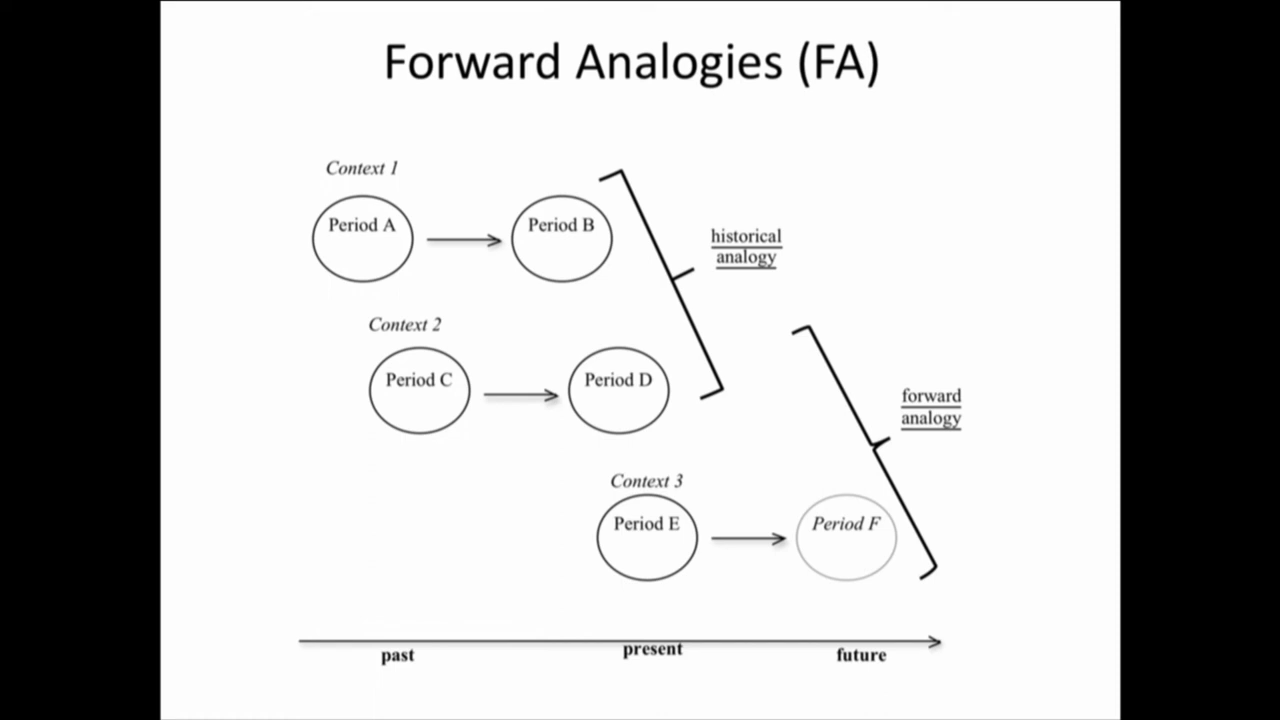 Forward Analogies (FA)
Context 1
Period A
Period B
historical
analogy
Context 2
Period C
Period D
forward
analogy
Context 3
Period E
Period F
past
present
future